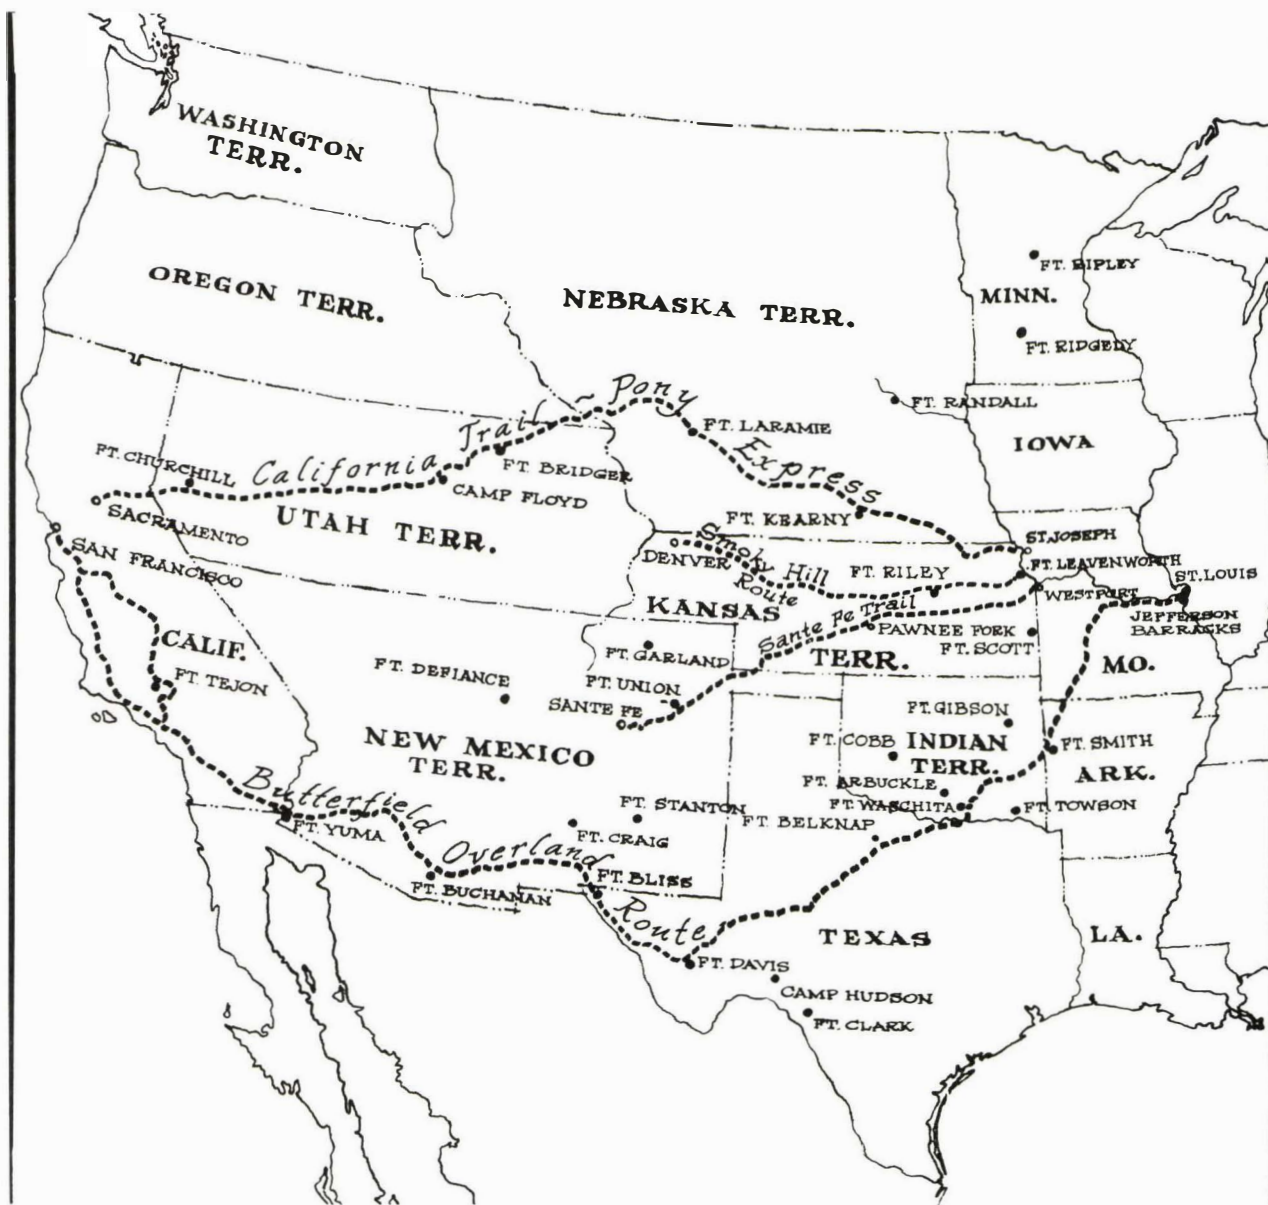 WASHINGTON
TERR.
OREGON TERR.
NEBRASKA TERR.
FT. RIPLEY
MINN.
FT. RIDGEDY
FT. RANDALL
IOWA
California Trail - Pony Express
FT. LARAMIE
FT. CHURCHILL
FT. BRIDGER
CAMP FLOYD
SACRAMENTO
UTAH TERR.
FT. KEARNY
ST. JOSEPH
SAN FRANCISCO
DENVER
Smoky Hill
Route
FT. RILEY
FT. LEAVENWORTH
ST. LOUIS
WESTPORT
KANSAS
Sante Fe Trail
JEFFERSON
BARRACKS
PAWNEE FORK
FT. SCOTT
CALIF.
FT. GARLAND
TERR.
MO.
FT. DEFIANCE
FT. TEJON
FT. UNION
SANTE FE
FT. GIBSON
NEW MEXICO
TERR.
FT. COBB
INDIAN
TERR.
FT. SMITH
ARK.
FT. ARBUCKLE
Butterfield
FT. STANTON
FT. WASCHITA
FT. TOWSON
FT. YUMA
FT. CRAIG
FT. BELKNAP
Overland
FT. BUCHANAN
FT. BLISS
Route
TEXAS
LA.
FT. DAVIS
CAMP HUDSON
FT. CLARK